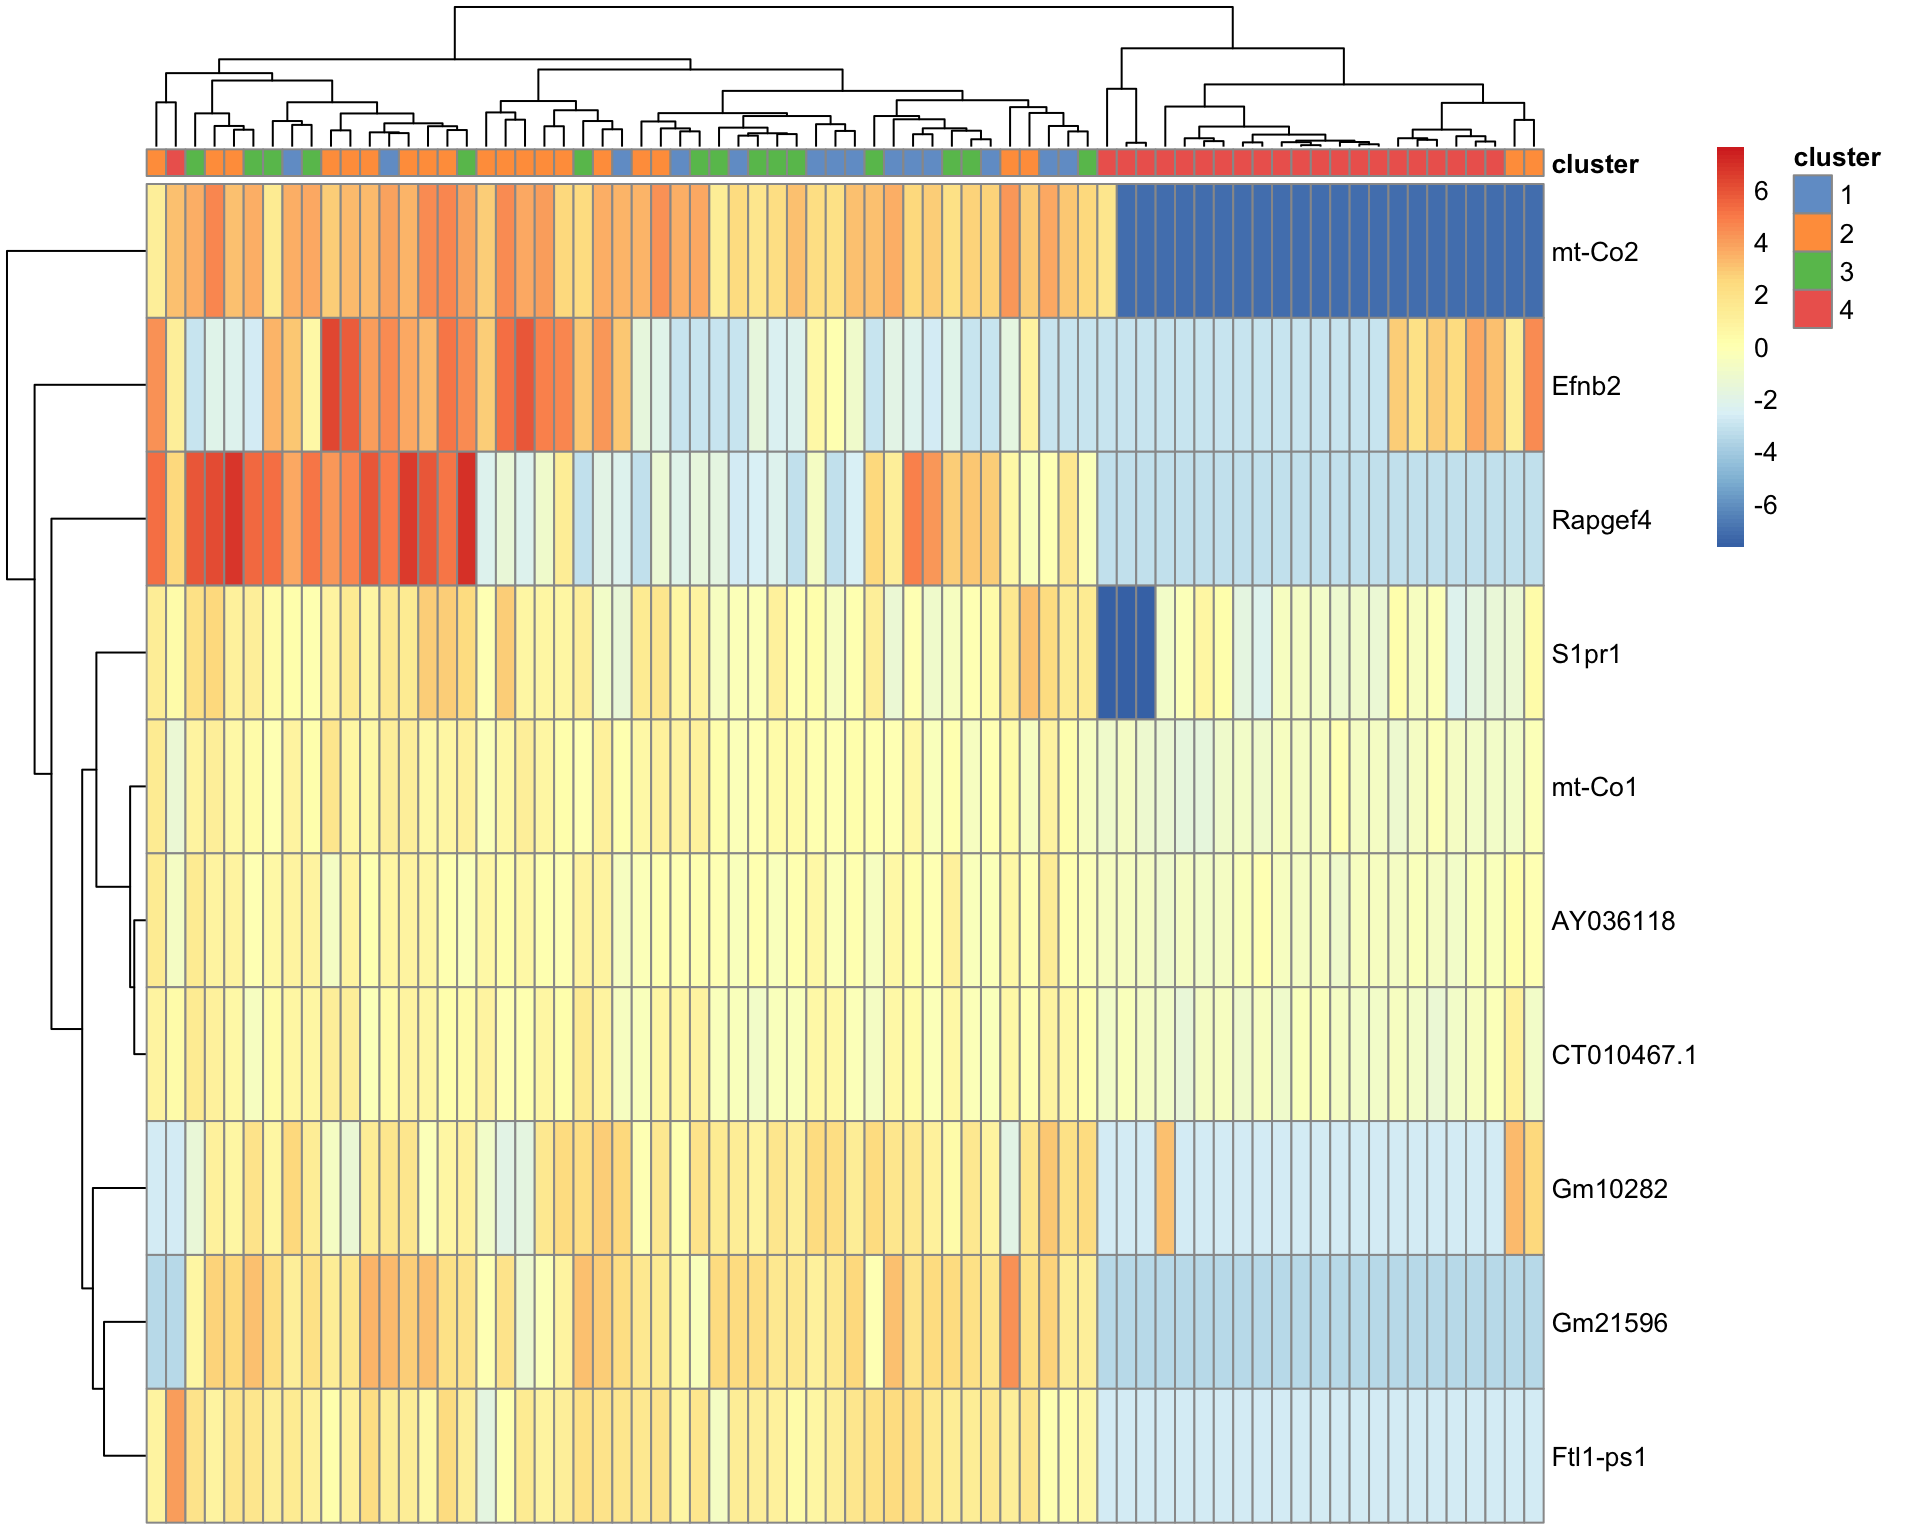 cluster
mt-Co2
Efnb2
Rapgef4
S1pr1
mt-Co1
AY036118
CT010467.1
Gm10282
Gm21596
Ftl1-ps1
6
4
2
0
-2
-4
-6
cluster
1
2
3
4